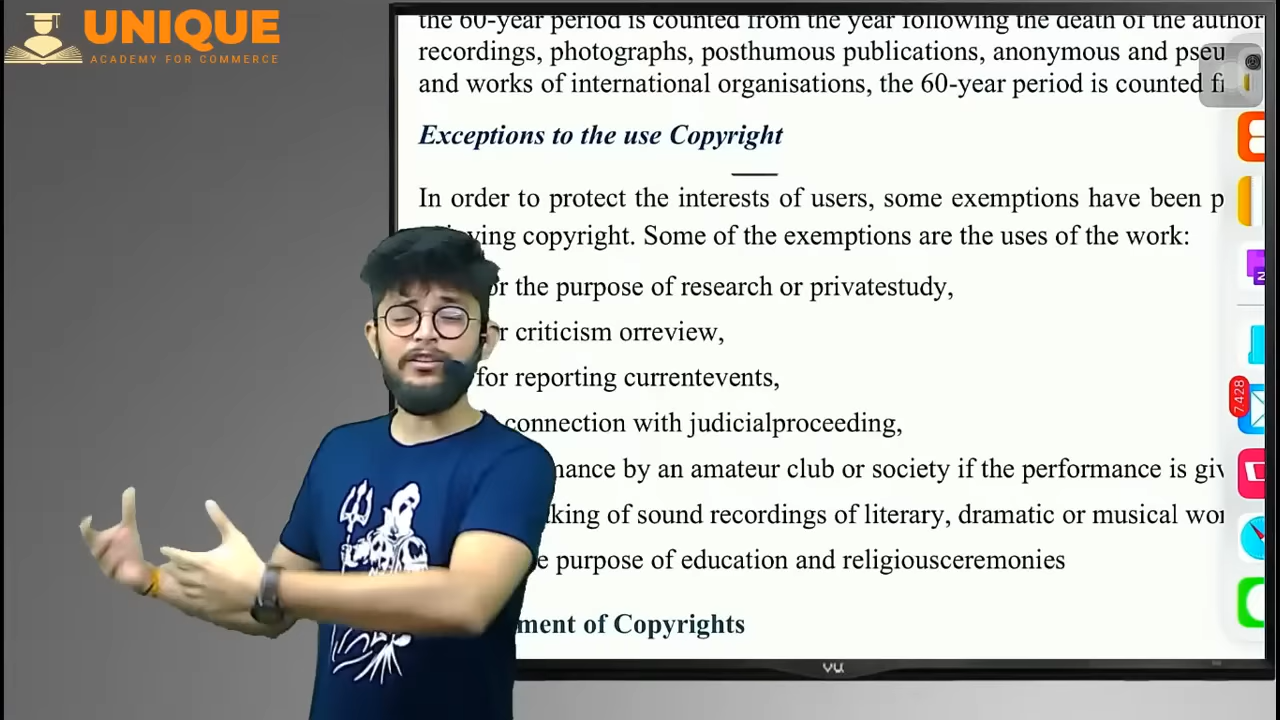 UNIQUE
ACADEMY FOR COMMERCE
the 60-year period is counted from the year following the death of the author
recordings, photographs, posthumous publications, anonymous and
and works of international organisations, the 60-year period is counted
Exceptions to the use Copyright
In order to protect the interests of users, some exemptions have been
copyright. Some of the exemptions are the uses of the work:
the purpose of research or privatestudy,
criticism orreview,
for reporting currentevents,
connection with judicialproceeding,
by an amateur club or society if the performance is
of sound recordings of literary, dramatic or musical
purpose of education and religiousceremonies
of Copyrights
7,428
N
VU